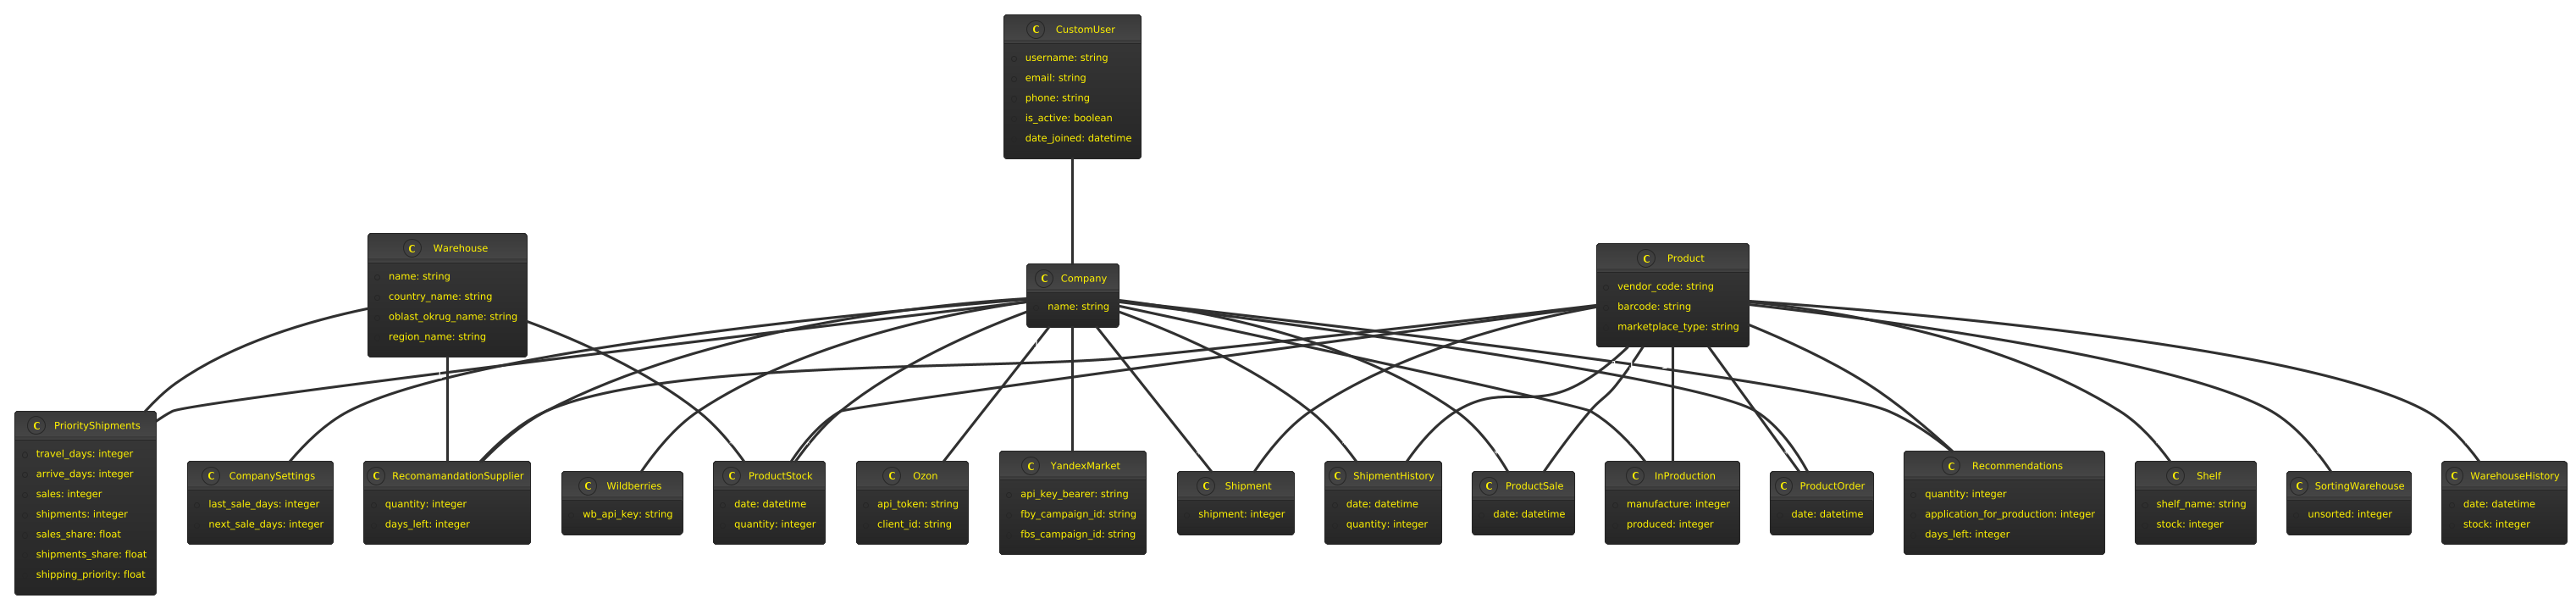 C CustomUser
username: string
email: string
phone: string
is_active: boolean
date_joined: datetime
C Warehouse
name: string
country_name: string
oblast_okrug_name: string
region_name: string
C Company
name: string
C Product
vendor_code: string
barcode: string
marketplace_type: string
C PriorityShipments
travel_days: integer
arrive_days: integer
sales: integer
shipments: integer
sales_share: float
shipments_share: float
shipping_priority: float
C CompanySettings
last_sale_days: integer
next_sale_days: integer
C RecomamandationSupplier
quantity: integer
days_left: integer
C Wildberries
wb_api_key: string
C ProductStock
date: datetime
quantity: integer
C Ozon
api_token: string
client_id: string
C YandexMarket
api_key_bearer: string
fby_campaign_id: string
fbs_campaign_id: string
C Shipment
shipment: integer
C ShipmentHistory
date: datetime
quantity: integer
C ProductSale
date: datetime
C InProduction
manufacture: integer
produced: integer
C ProductOrder
date: datetime
C Recommendations
quantity: integer
application_for_production: integer
days_left: integer
C Shelf
shelf_name: string
stock: integer
C SortingWarehouse
unsorted: integer
C WarehouseHistory
date: datetime
stock: integer